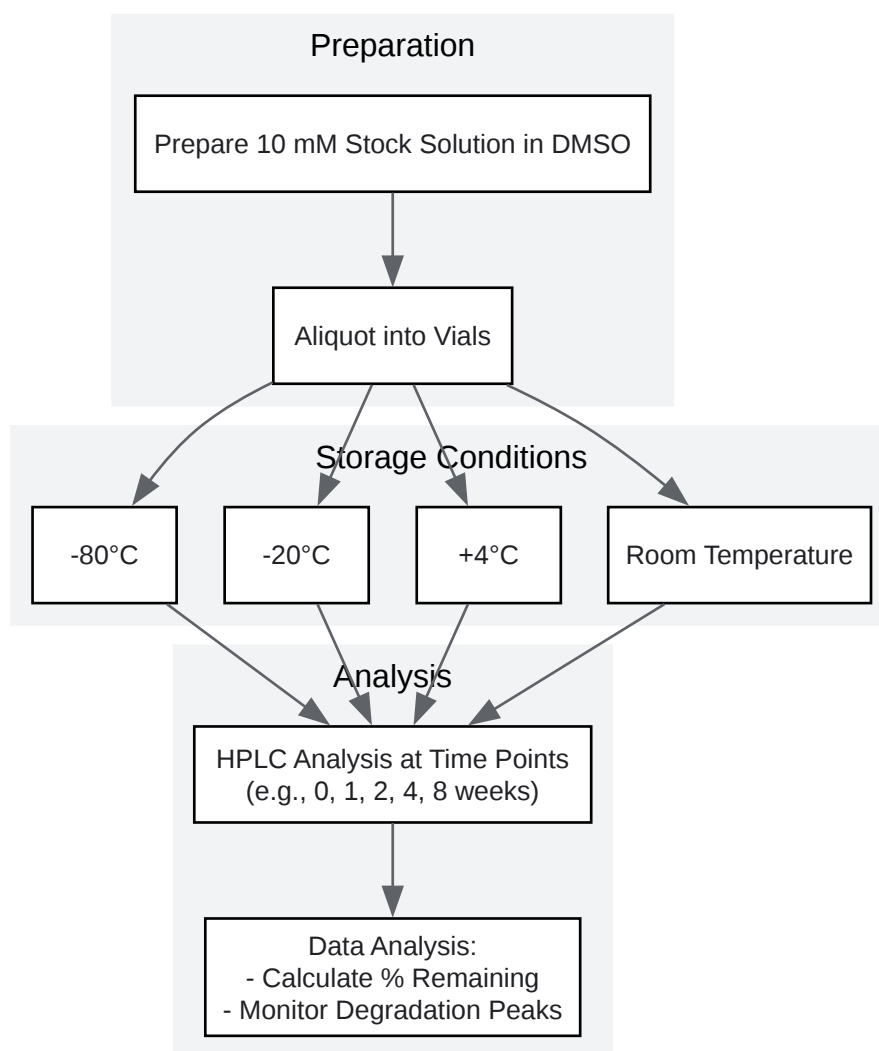 Preparation
Prepare 10 mM Stock Solution in DMSO
Aliquot into Vials
Storage Conditions
-80°C
-20°C
+4°C
Room Temperature
Analysis
HPLC Analysis at Time Points
(e.g., 0, 1, 2, 4, 8 weeks)
Data Analysis:
- Calculate % Remaining
- Monitor Degradation Peaks